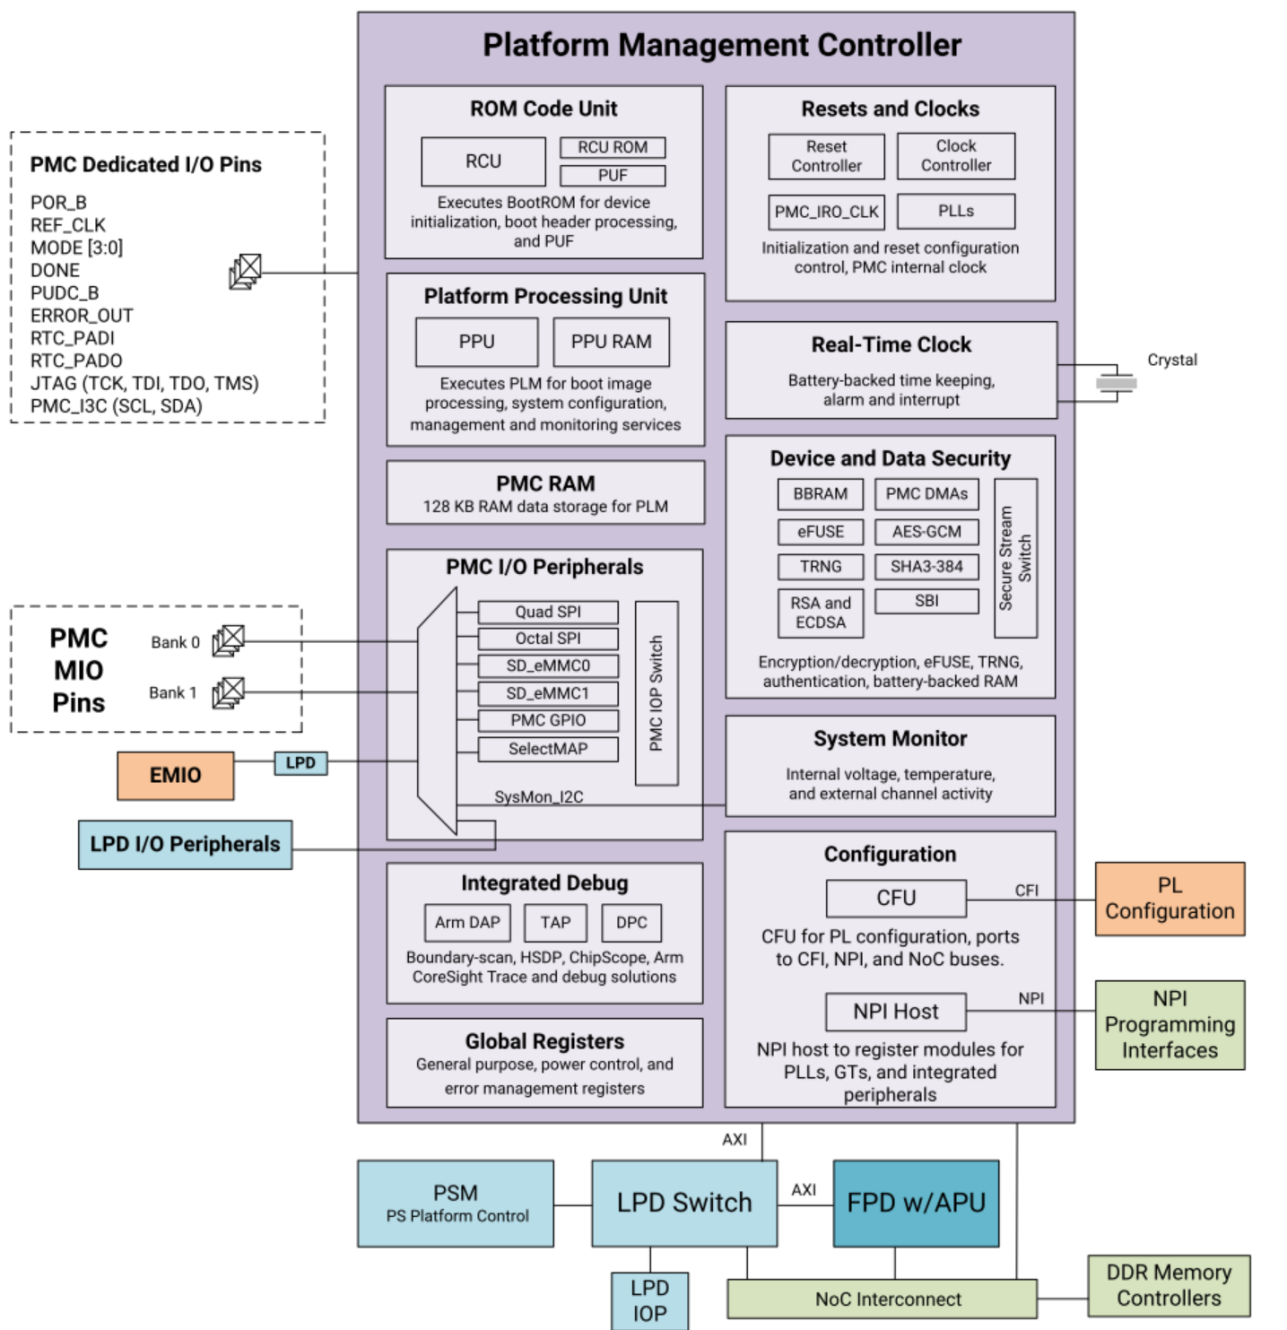 Platform Management Controller
PMC Dedicated I/O Pins
POR_B
REF_CLK
MODE [3:0]
DONE
PUDC_B
ERROR_OUT
RTC_PADI
RTC_PADO
JTAG (TCK, TDI, TDO, TMS)
PMC_I3C (SCL, SDA)
PMC
MIO
Pins
Bank 0
Bank 1
EMIO
LPD
LPD I/O Peripherals
ROM Code Unit
RCU
RCU ROM
PUF
Executes BootROM for device
initialization, boot header processing,
and PUF
Platform Processing Unit
PPU
PPU RAM
Executes PLM for boot image
processing, system configuration,
management and monitoring services
PMC RAM
128 KB RAM data storage for PLM
PMC I/O Peripherals
Quad SPI
Octal SPI
SD_eMMC0
SD_eMMC1
PMC GPIO
SelectMAP
PMC IOP Switch
SysMon_I2C
Integrated Debug
Arm DAP
TAP
DPC
Boundary-scan, HSDP, ChipScope, Arm
CoreSight Trace and debug solutions
Global Registers
General purpose, power control, and
error management registers
Resets and Clocks
Reset
Controller
Clock
Controller
PMC_IRO_CLK
PLLs
Initialization and reset configuration
control, PMC internal clock
Real-Time Clock
Battery-backed time keeping,
alarm and interrupt
Crystal
Device and Data Security
BBRAM
PMC DMAs
eFUSE
AES-GCM
TRNG
SHA3-384
RSA and
ECDSA
SBI
Secure Stream
Switch
Encryption/decryption, eFUSE, TRNG,
authentication, battery-backed RAM
System Monitor
Internal voltage, temperature,
and external channel activity
Configuration
CFU
CFI
CFU for PL configuration, ports
to CFI, NPI, and NoC buses.
NPI Host
NPI
NPI host to register modules for
PLLs, GTs, and integrated
peripherals
PL
Configuration
NPI
Programming
Interfaces
AXI
PSM
PS Platform Control
LPD Switch
AXI
FPD w/APU
LPD
IOP
NoC Interconnect
DDR Memory
Controllers